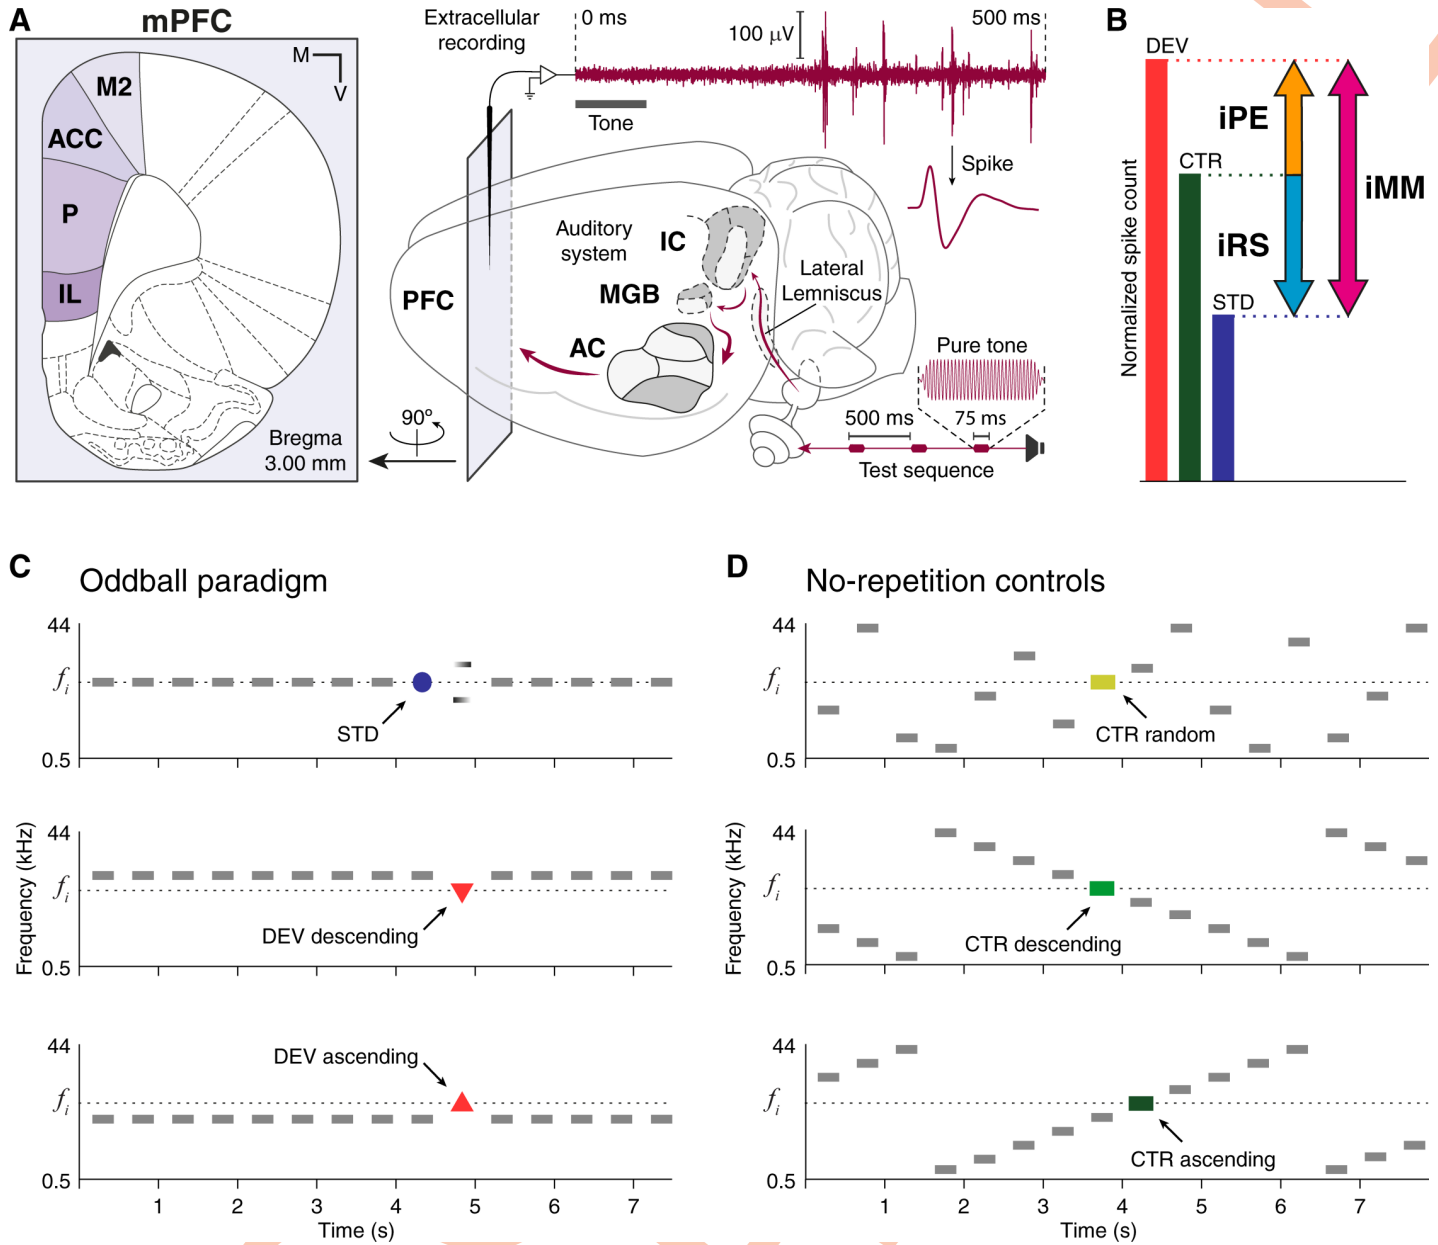 A
mPFC
M
V
M2
ACC
P
IL
Bregma
3.00 mm
Extracellular
recording
0 ms
100 µV
500 ms
Tone
Spike
Auditory
system
IC
MGB
AC
PFC
Lateral
Lemniscus
90º
Pure tone
500 ms
75 ms
Test sequence
B
Normalized spike count
DEV
CTR
STD
iPE
iRS
iMM
C
Oddball paradigm
Frequency (kHz)
44
fi
0.5
STD
44
fi
0.5
DEV descending
44
fi
0.5
DEV ascending
1 2 3 4 5 6 7
Time (s)
D
No-repetition controls
Frequency (kHz)
44
fi
0.5
CTR random
44
fi
0.5
CTR descending
44
fi
0.5
CTR ascending
1 2 3 4 5 6 7
Time (s)